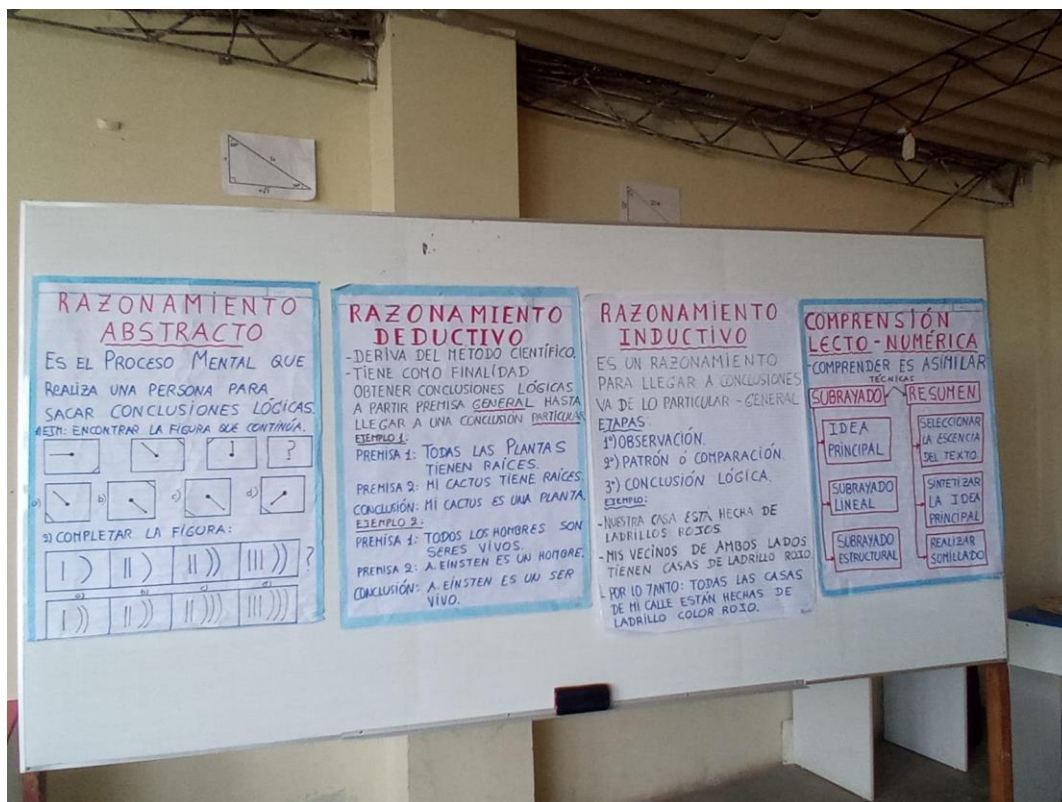 RAZONAMIENTO
ABSTRACTO
ES EL PROCESO MENTAL QUE
REALIZA UNA PERSONA PARA
SACAR CONCLUSIONES LÓGICAS.
EJM: ENCONTRAR LA FIGURA QUE CONTINÚA.
?
a) b) c) d)
2) COMPLETAR LA FIGURA:
?
a) b) c) d)
RAZONAMIENTO
DEDUCTIVO
-DERIVA DEL METODO CIENTÍFICO.
-TIENE COMO FINALIDAD
OBTENER CONCLUSIONES LÓGICAS
A PARTIR PREMISA GENERAL HASTA
LLEGAR A UNA CONCLUSIÓN PARTICULAR
EJEMPLO 1:
PREMISA 1: TODAS LAS PLANTAS
TIENEN RAÍCES.
PREMISA 2: MI CACTUS TIENE RAÍCES.
CONCLUSIÓN: MI CACTUS ES UNA PLANTA.
EJEMPLO 2:
PREMISA 1: TODOS LOS HOMBRES SON
SERES VIVOS.
PREMISA 2: A. EINSTEN ES UN HOMBRE.
CONCLUSIÓN: A. EINSTEN ES UN SER
VIVO.
RAZONAMIENTO
INDUCTIVO
ES UN RAZONAMIENTO
PARA LLEGAR A CONCLUSIONES
VA DE LO PARTICULAR - GENERAL
ETAPAS:
1º) OBSERVACIÓN.
2º) PATRÓN ó COMPARACIÓN.
3º) CONCLUSIÓN LÓGICA.
EJEMPLO:
-NUESTRA CASA ESTÁ HECHA DE
LADRILLOS ROJOS.
-MIS VECINOS DE AMBOS LADOS
TIENEN CASAS DE LADRILLO ROJO.
POR LO TANTO: TODAS LAS CASAS
DE MI CALLE ESTÁN HECHAS DE
LADRILLO COLOR ROJO.
COMPRENSIÓN
LECTO - NUMÉRICA
-COMPRENDER ES ASIMILAR
TÉCNICAS
SUBRAYADO
IDEA
PRINCIPAL
SUBRAYADO
LINEAL
SUBRAYADO
ESTRUCTURAL
RESUMEN
SELECCIONAR
LA ESCENCIA
DEL TEXTO.
SINTETIZAR
LA IDEA
PRINCIPAL
REALIZAR
SUMILLADO